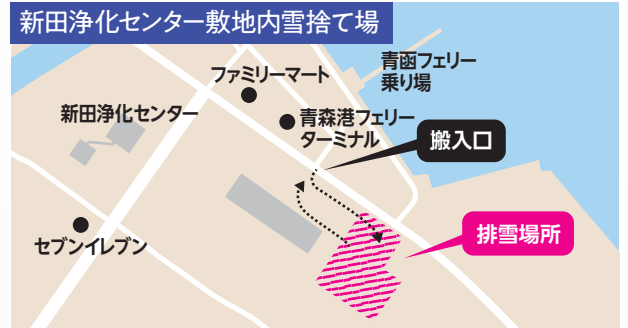 新田浄化センター敷地内雪捨て場
青函フェリー
乗り場
ファミリーマート
新田浄化センター
青森港フェリー
ターミナル
搬入口
排雪場所
セブンイレブン